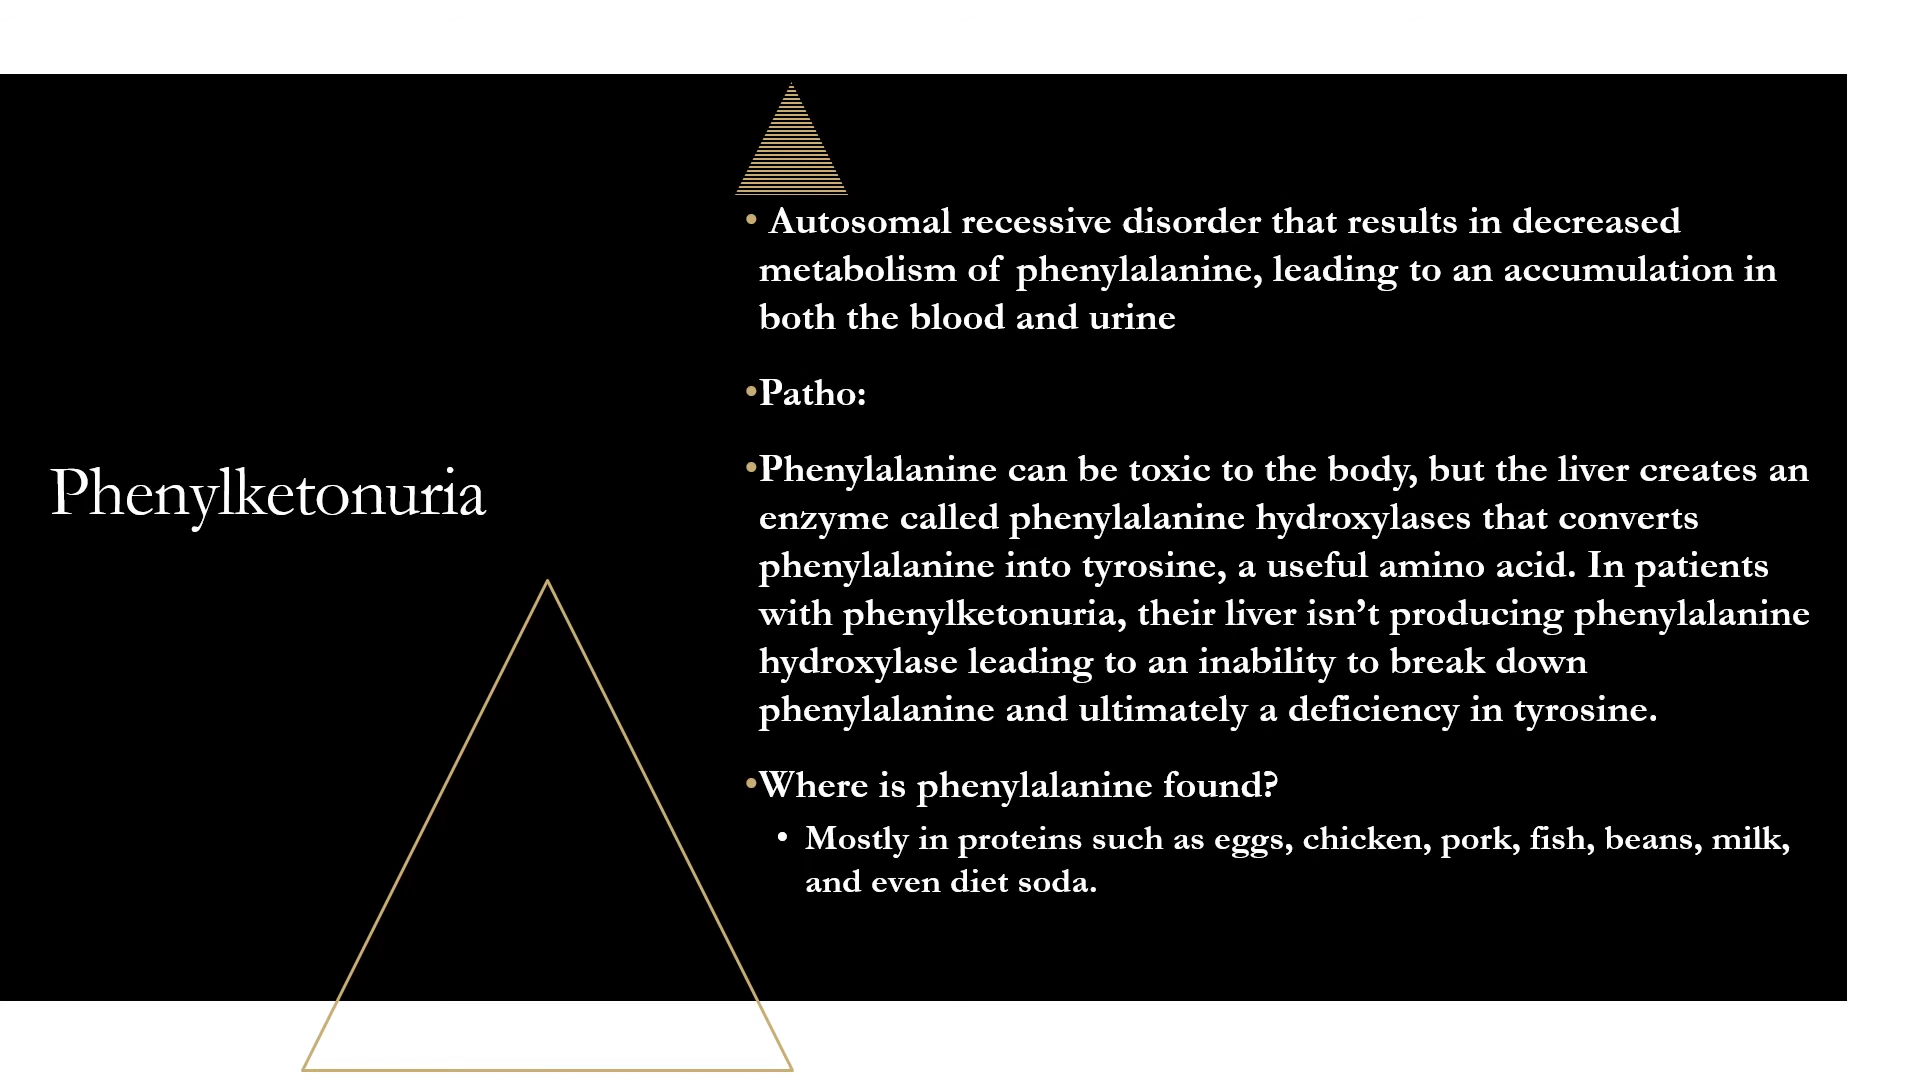 Phenylketonuria
• Autosomal recessive disorder that results in decreased
metabolism of phenylalanine, leading to an accumulation in
both the blood and urine
•Patho:
•Phenylalanine can be toxic to the body, but the liver creates an
enzyme called phenylalanine hydroxylases that converts
phenylalanine into tyrosine, a useful amino acid. In patients
with phenylketonuria, their liver isn’t producing phenylalanine
hydroxylase leading to an inability to break down
phenylalanine and ultimately a deficiency in tyrosine.
•Where is phenylalanine found?
• Mostly in proteins such as eggs, chicken, pork, fish, beans, milk,
and even diet soda.